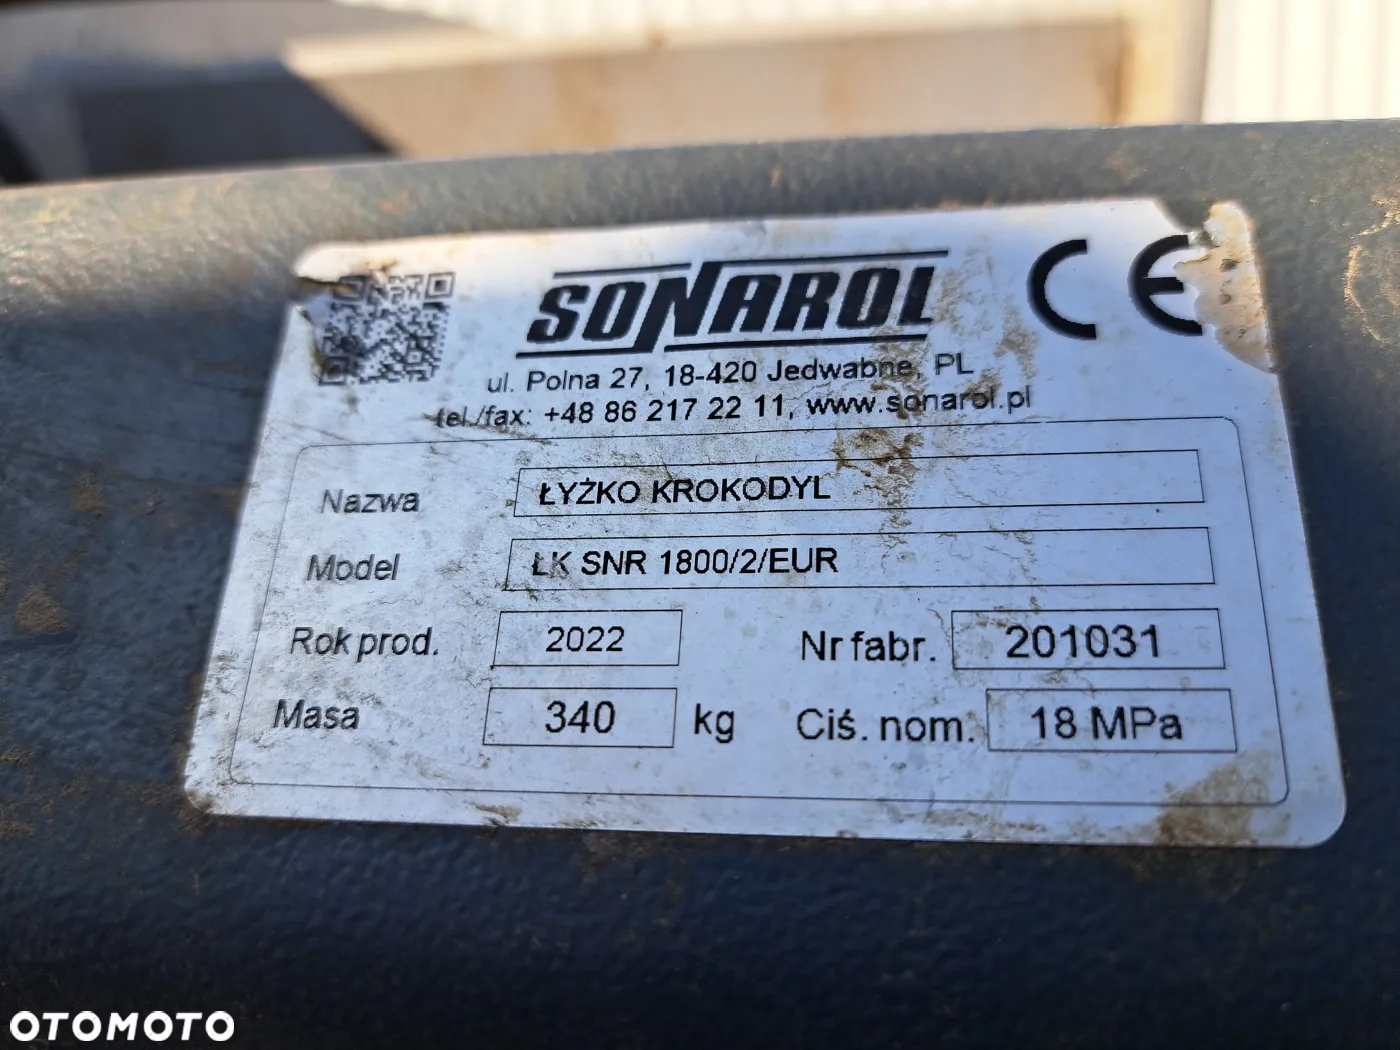 SONAROL
CE
ul. Polna 27, 18-420 Jedwabne, PL
tel./fax: +48 86 217 22 11, www.sonarol.pl
Nazwa ŁYŻKO KROKODYL
Model ŁK SNR 1800/2/EUR
Rok prod. 2022 Nr fabr. 201031
Masa 340 kg Ciś. nom. 18 MPa
OTOMOTO